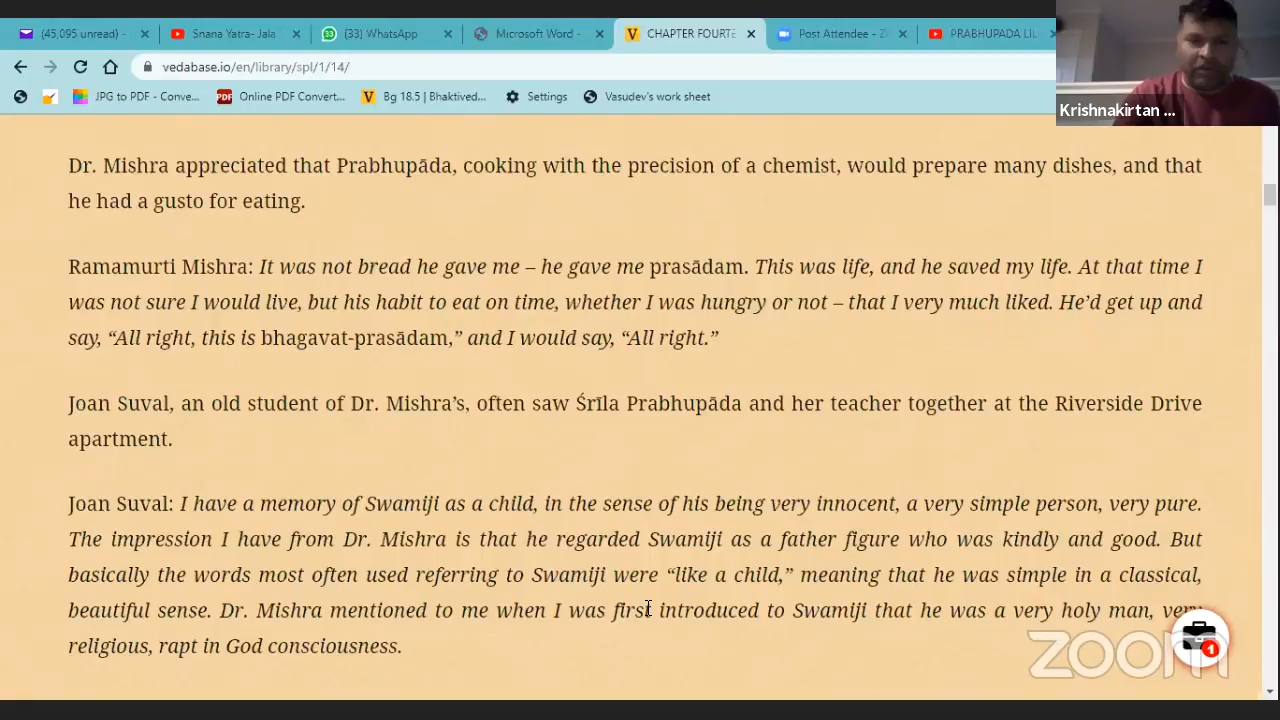 (45,095 unread) -
Snana Yatra- Jala
33
(33) WhatsApp
Microsoft Word -
CHAPTER FOURTE
Post Attendee - Z
PRABHUPADA LIL
vedabase.io/en/library/spl/1/14/
JPG to PDF - Conve...
PDF
Online PDF Convert...
Bg 18.5 | Bhaktived...
Settings
Vasudev's work sheet
Krishnakirtan ...
Dr. Mishra appreciated that Prabhupāda, cooking with the precision of a chemist, would prepare many dishes, and that
he had a gusto for eating.
Ramamurti Mishra: It was not bread he gave me – he gave me prasādam. This was life, and he saved my life. At that time I
was not sure I would live, but his habit to eat on time, whether I was hungry or not – that I very much liked. He’d get up and
say, “All right, this is bhagavat-prasādam,” and I would say, “All right.”
Joan Suval, an old student of Dr. Mishra’s, often saw Śrīla Prabhupāda and her teacher together at the Riverside Drive
apartment.
Joan Suval: I have a memory of Swamiji as a child, in the sense of his being very innocent, a very simple person, very pure.
The impression I have from Dr. Mishra is that he regarded Swamiji as a father figure who was kindly and good. But
basically the words most often used referring to Swamiji were “like a child,” meaning that he was simple in a classical,
beautiful sense. Dr. Mishra mentioned to me when I was first introduced to Swamiji that he was a very holy man, very
religious, rapt in God consciousness.
1
zoom